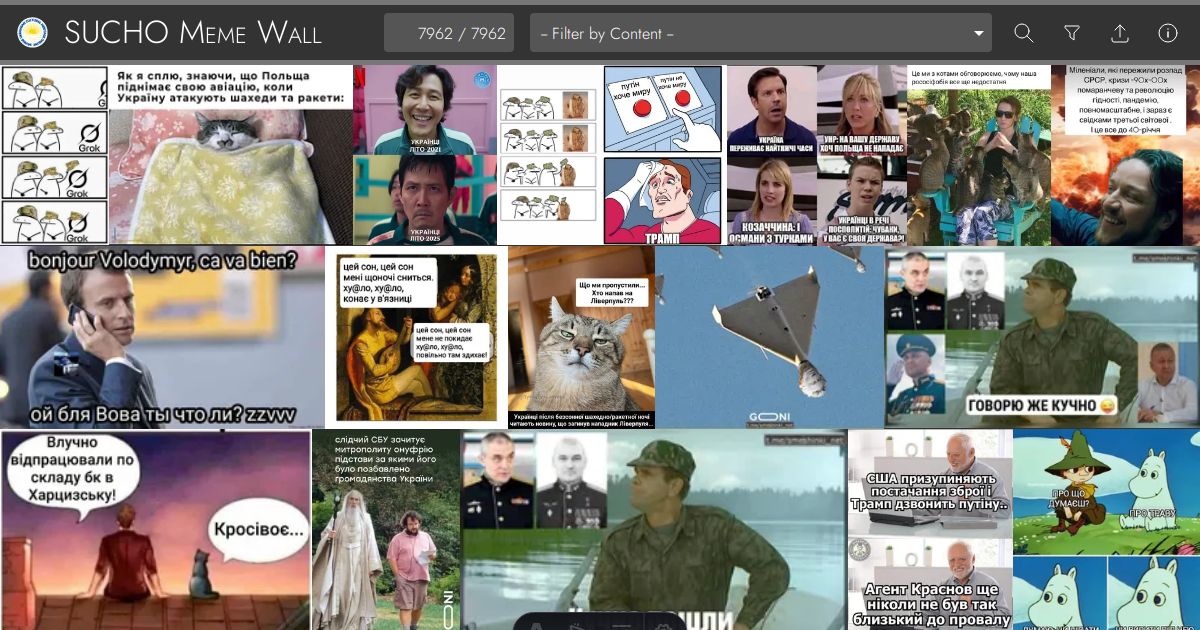 SUCHO MEME WALL
7962 / 7962
– Filter by Content –
Grok
Grok
Grok
Як я сплю, знаючи, що Польща
піднімає свою авіацію, коли
Україну атакують шахеди та ракети:
УКРАЇНЦІ
ЛІТО-2021
УКРАЇНЦІ
ЛІТО-2025
путін
хоче миру
путін не
хоче миру
ТРАМП
УКРАЇНА
ПЕРЕЖИВАЄ НАЙТЯЖЧІ ЧАСИ
УНР: НА ВАШУ ДЕРЖАВУ
ХОЧ ПОЛЬЩА НЕ НАПАДАЄ
КОЗАЧЧИНА: І
ОСМАНИ З ТУРКАМИ
УКРАЇНЦІ В РЕЧІ
ПОСПОЛИТІЙ: ЧУВАКИ,
У ВАС Є СВОЯ ДЕРЖАВА?!
Це ми з котами обговорюємо, чому наша
русособфіов все ще недостатня
Міленіали, які пережили розпад
СРСР, кризи -90х-00х
помаранчеву та революцію
гідності, пандемію,
повномасштабне, і зараз є
свідками третьої світової .
І це все до 40-річчя
bonjour Volodymyr, ca va bien?
ой бля Вова ты что ли? zzvvv
цей сон, цей сон
мені щоночі сниться.
ху@ло, ху@ло,
конає у в'язниці
цей сон, цей сон
мене не покидає
ху@ло, ху@ло,
повільно там здихає!
Що ми пропустили...
Хто напав на
Ліверпуль???
Українці після безсонної шахедно/ракетної ночі
читають новину, що загинув нападник Ліверпуля...
GOONI
ГОВОРЮ ЖЕ КУЧНО
Влучно
відпрацювали по
складу бк в
Харцизську!
Кросівоє...
слідчий СБУ зачитує
митрополиту онуфрію
підстави за якими його
було позбавлено
громадянства України
США призупиняють
постачання зброї і
Трамп дзвонить путіну..
Агент Краснов ще
ніколи не був так
близький до провалу
ПРО ЩО
ДУМАЄШ?
ПРО ТРАВУ